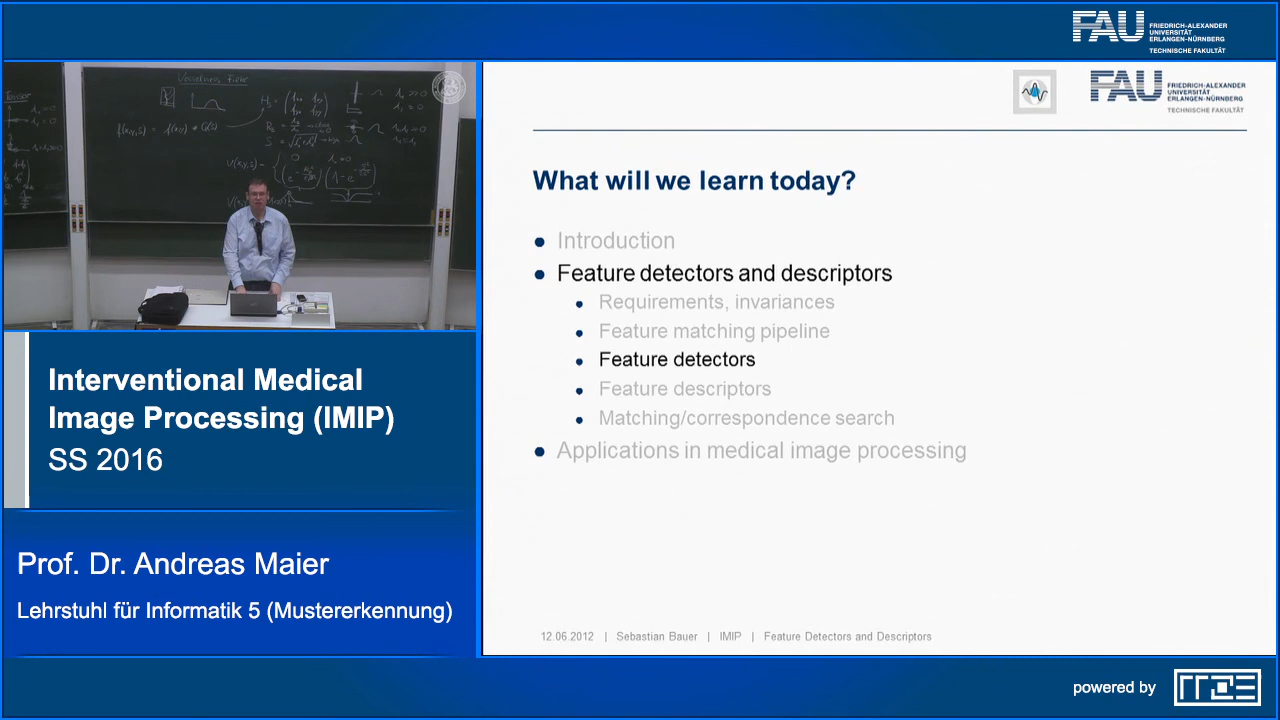 FAU
FRIEDRICH-ALEXANDER
UNIVERSITÄT
ERLANGEN-NÜRNBERG
TECHNISCHE FAKULTÄT
FAU
FRIEDRICH-ALEXANDER
UNIVERSITÄT
ERLANGEN-NÜRNBERG
TECHNISCHE FAKULTÄT
What will we learn today?
Introduction
Feature detectors and descriptors
Requirements, invariances
Feature matching pipeline
Feature detectors
Feature descriptors
Matching/correspondence search
Applications in medical image processing
12.06.2012 | Sebastian Bauer | IMIP | Feature Detectors and Descriptors
Interventional Medical
Image Processing (IMIP)
SS 2016
Prof. Dr. Andreas Maier
Lehrstuhl für Informatik 5 (Mustererkennung)
powered by